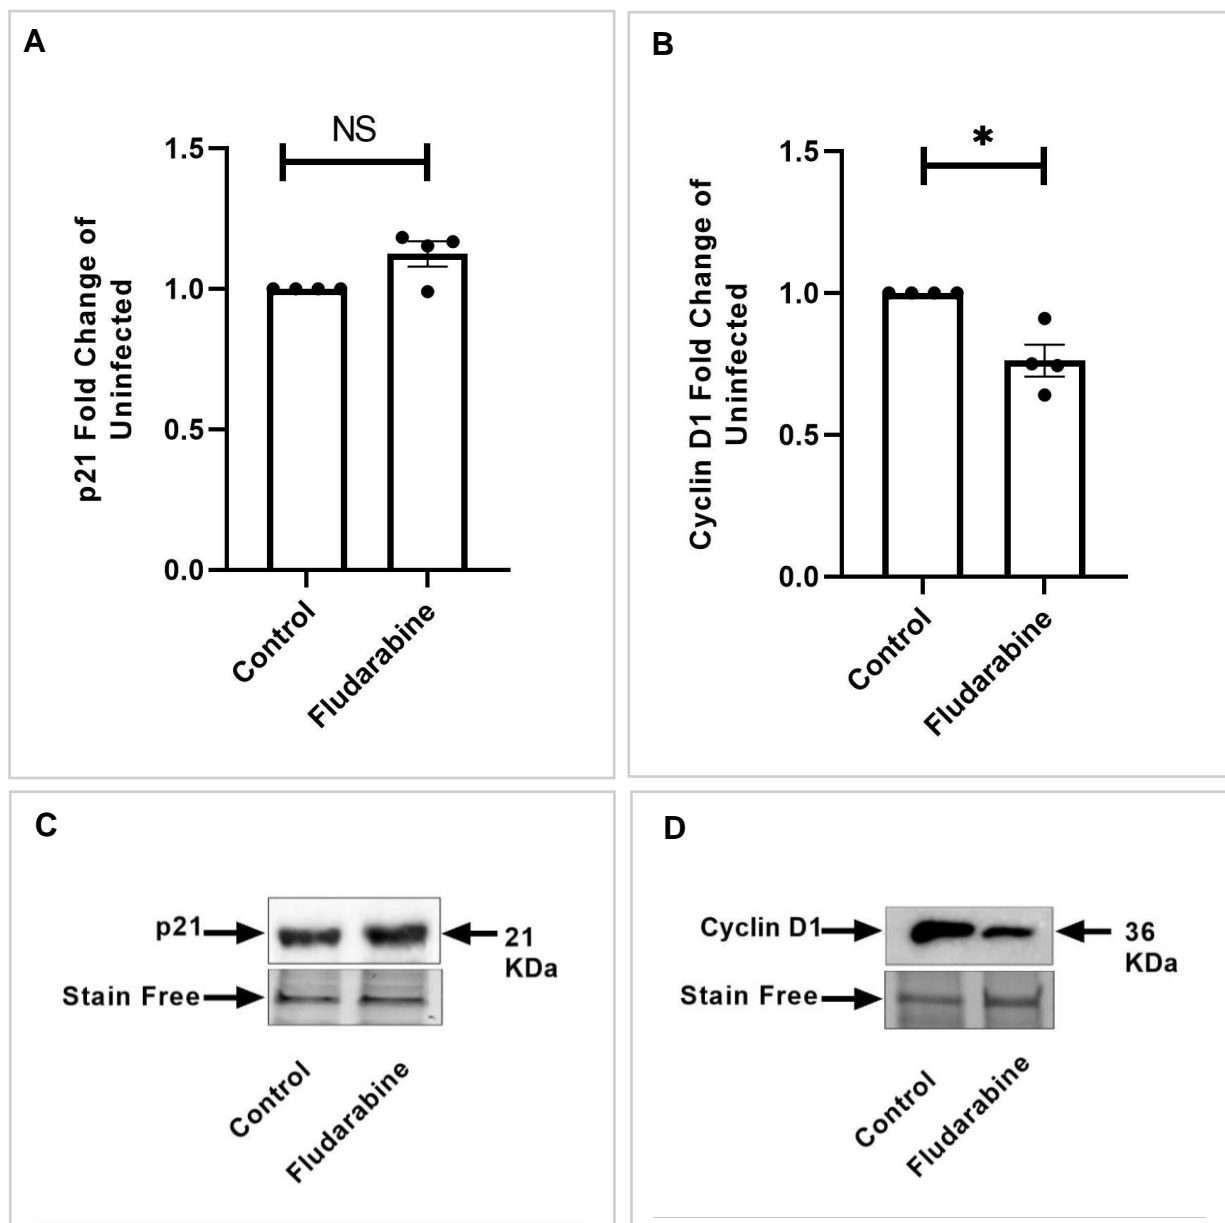 A
NS
1.5
1.0
0.5
0.0
p21 Fold Change of
Uninfected
Control
Fludarabine
B
*
1.5
1.0
0.5
0.0
Cyclin D1 Fold Change of
Uninfected
Control
Fludarabine
C
p21
21
KDa
Stain Free
Control
Fludarabine
D
Cyclin D1
36
KDa
Stain Free
Control
Fludarabine